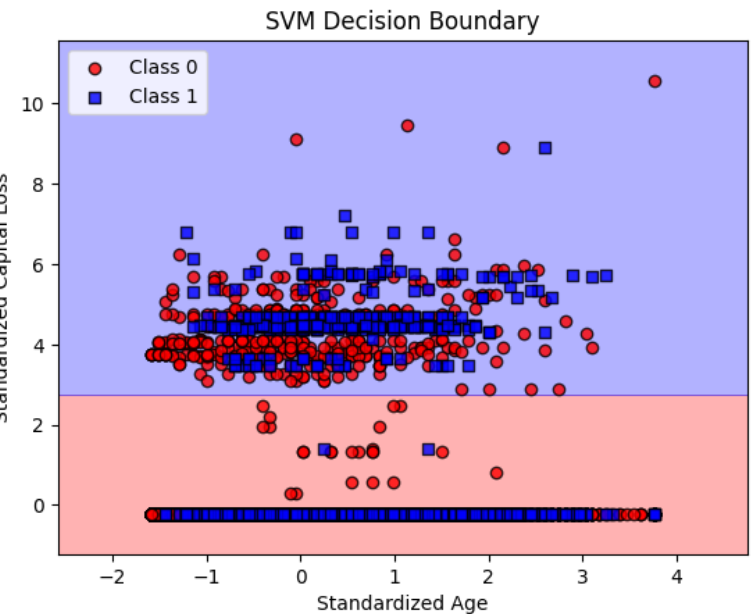 SVM Decision Boundary
Class 0
Class 1
10
8
6
4
2
0
Standardized Capital Loss
−2
−1
0
1
2
3
4
Standardized Age